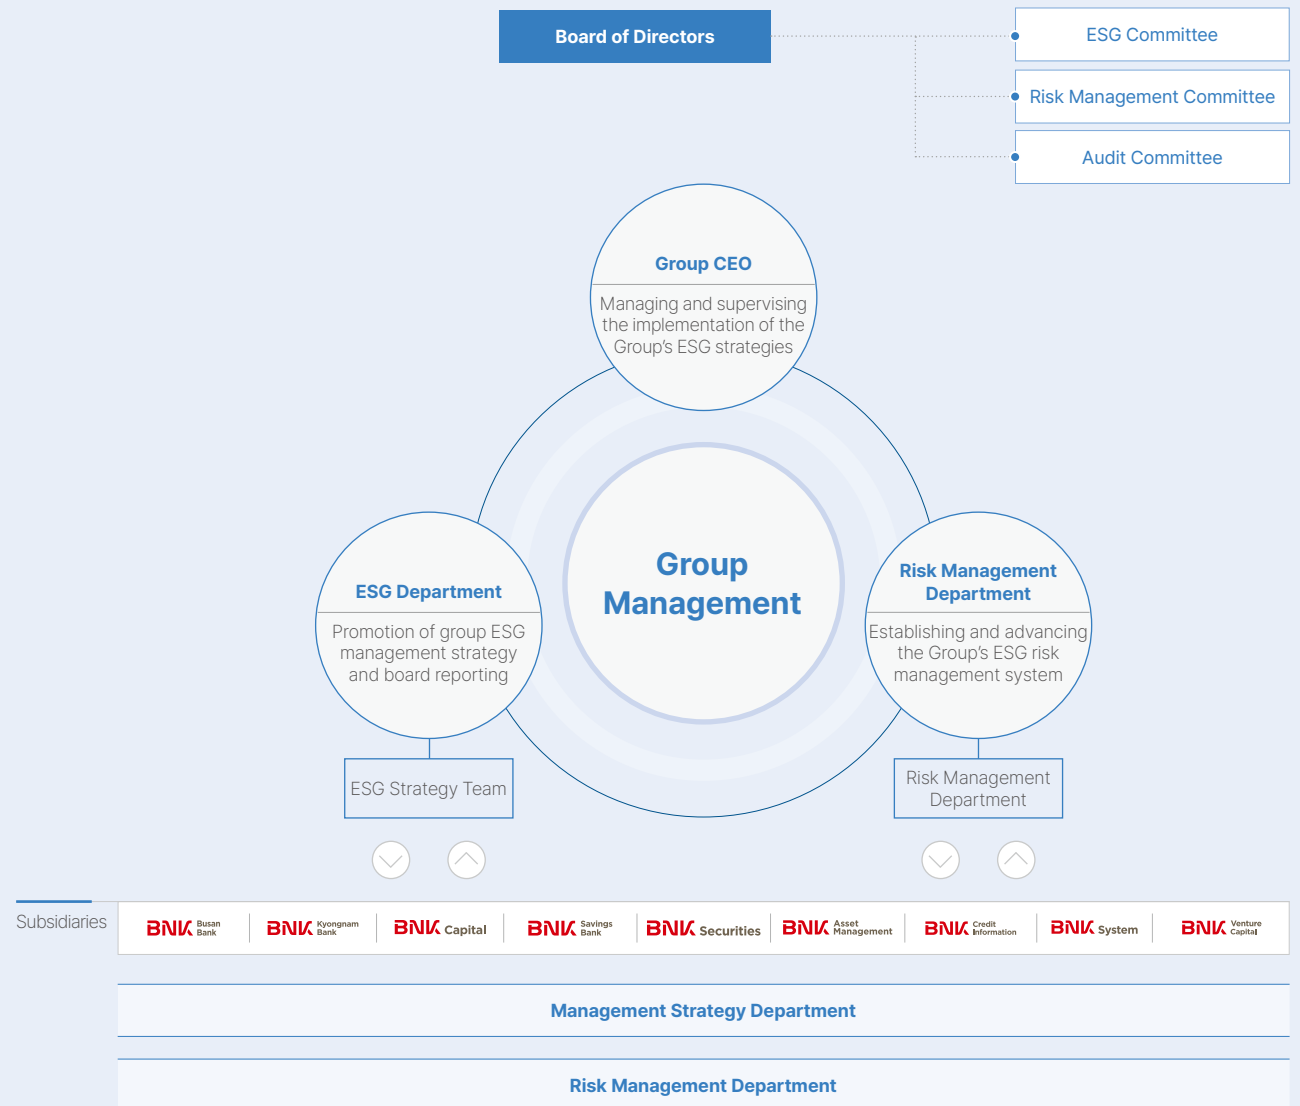 Board of Directors
ESG Committee
Risk Management Committee
Audit Committee
Group CEO
Managing and supervising
the implementation of the
Group's ESG strategies
Group
Management
ESG Department
Promotion of group ESG
management strategy
and board reporting
Risk Management
Department
Establishing and advancing
the Group's ESG risk
management system
ESG Strategy Team
Risk Management
Department
Subsidiaries
BNK Busan
Bank
BNK Kyongnam
Bank
BNK Capital
BNK Savings
Bank
BNK Securities
BNK Asset
Management
BNK Credit
Information
BNK System
BNK Venture
Capital
Management Strategy Department
Risk Management Department